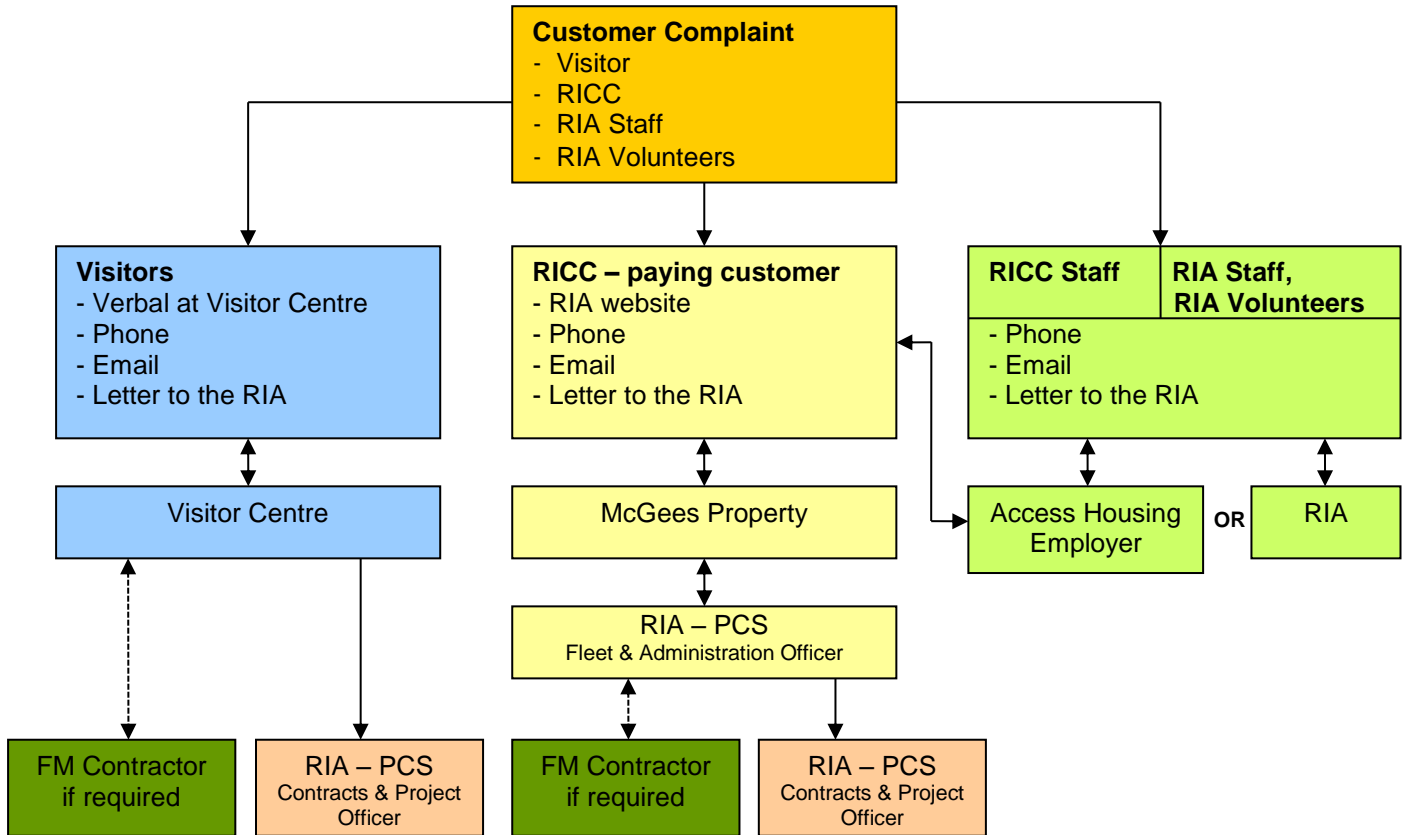 Customer Complaint
- Visitor
- RICC
- RIA Staff
- RIA Volunteers
Visitors
- Verbal at Visitor Centre
- Phone
- Email
- Letter to the RIA
RICC – paying customer
- RIA website
- Phone
- Email
- Letter to the RIA
RICC Staff
RIA Staff,
RIA Volunteers
- Phone
- Email
- Letter to the RIA
Visitor Centre
McGees Property
Access Housing
Employer
OR
RIA
RIA – PCS
Fleet & Administration Officer
FM Contractor
if required
RIA – PCS
Contracts & Project
Officer
FM Contractor
if required
RIA – PCS
Contracts & Project
Officer